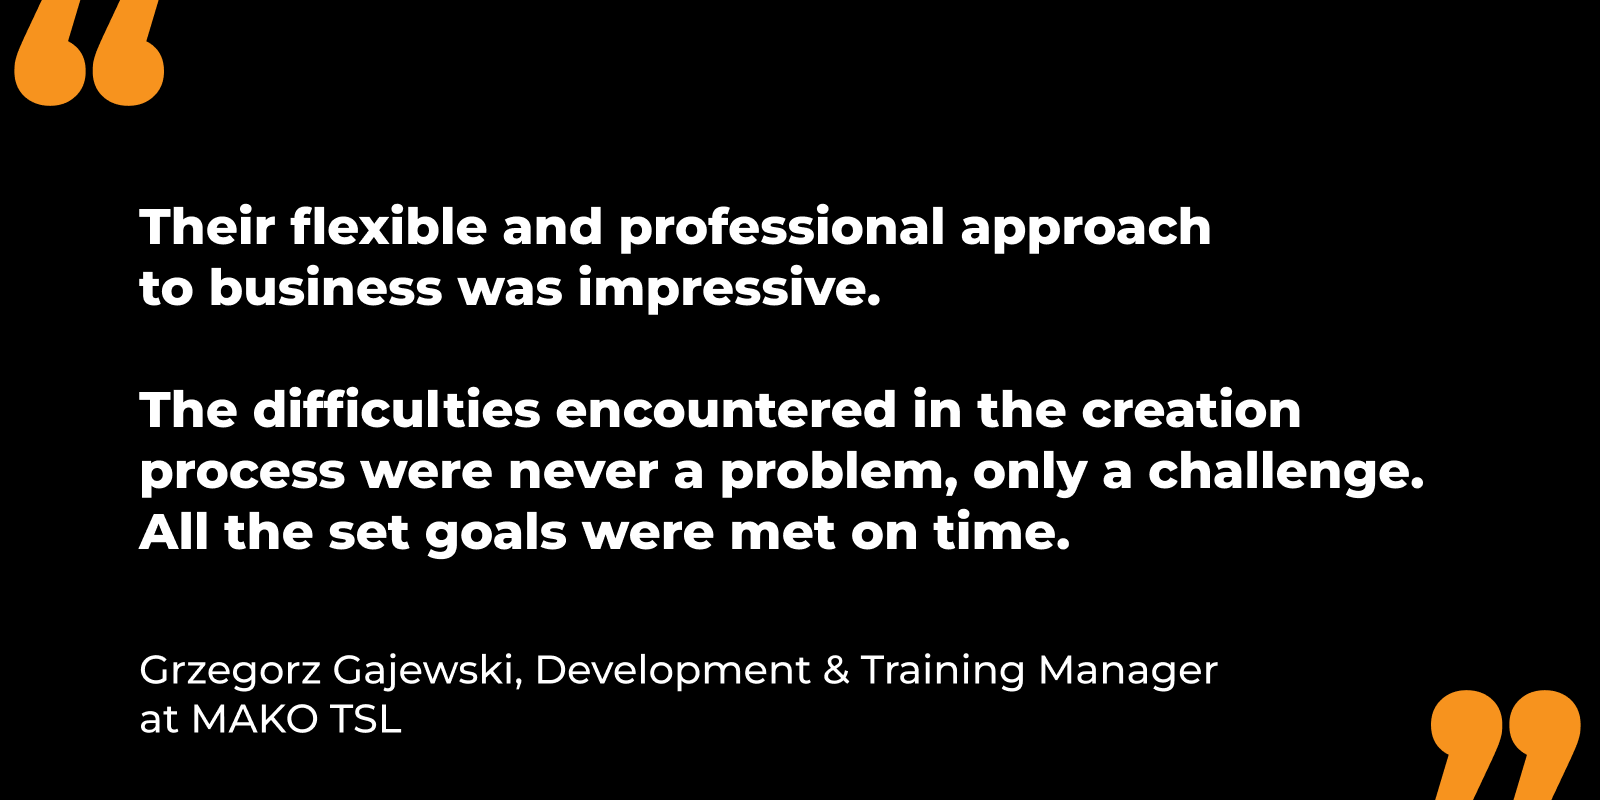 Their flexible and professional approach
to business was impressive.
The difficulties encountered in the creation
process were never a problem, only a challenge.
All the set goals were met on time.
Grzegorz Gajewski, Development & Training Manager
at MAKO TSL